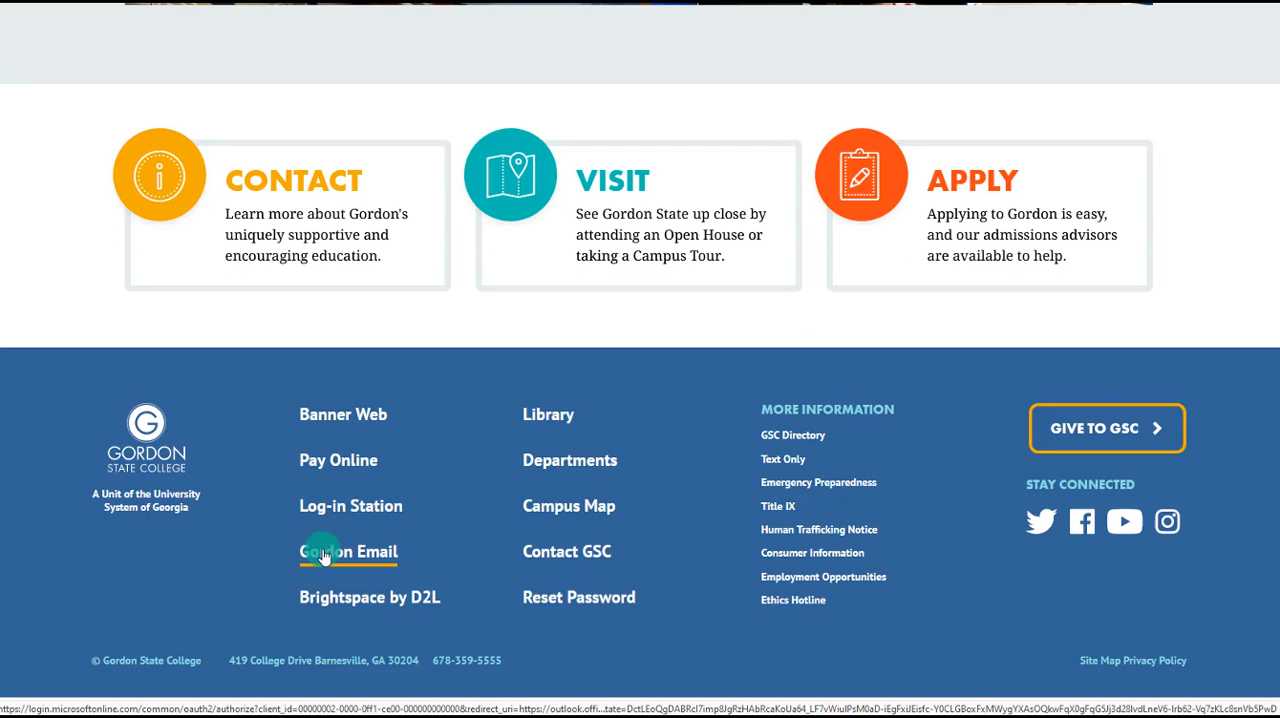 CONTACT
Learn more about Gordon's
uniquely supportive and
encouraging education.
VISIT
See Gordon State up close by
attending an Open House or
taking a Campus Tour.
APPLY
Applying to Gordon is easy,
and our admissions advisors
are available to help.
G
GORDON
STATE COLLEGE
A Unit of the University
System of Georgia
Banner Web
Pay Online
Log-in Station
Gordon Email
Brightspace by D2L
Library
Departments
Campus Map
Contact GSC
Reset Password
MORE INFORMATION
GSC Directory
Text Only
Emergency Preparedness
Title IX
Human Trafficking Notice
Consumer Information
Employment Opportunities
Ethics Hotline
GIVE TO GSC
STAY CONNECTED
© Gordon State College
419 College Drive Barnesville, GA 30204
678-359-5555
Site Map Privacy Policy